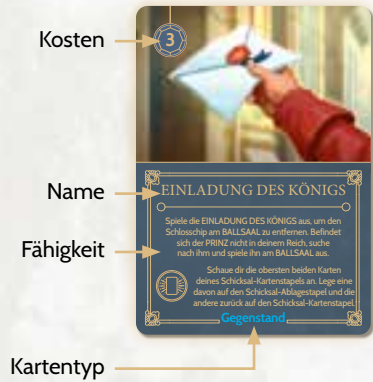 Kosten
3
Name
EINLADUNG DES KÖNIGS
Spiele die EINLADUNG DES KÖNIGS aus, um den
Schlosschip am BALLSAAL zu entfernen. Befindet
sich der PRINZ nicht in deinem Reich, suche
nach ihm und spiele ihn am BALLSAAL aus.
Fähigkeit
Schaue dir die obersten beiden Karten
deines Schicksal-Kartenstapels an. Lege eine
davon auf den Schicksal-Ablagestapel und die
andere zurück auf den Schicksal-Kartenstapel.
Gegenstand
Kartentyp